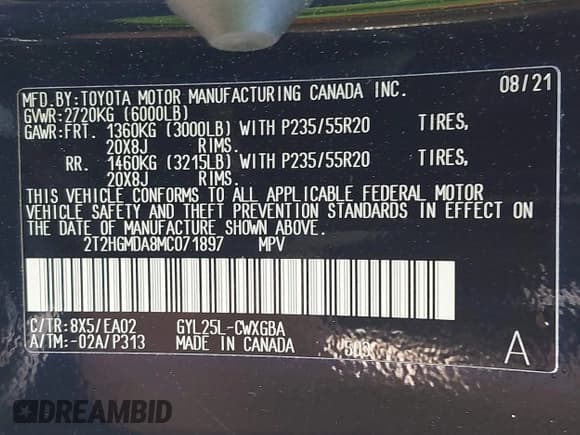 MFD.BY:TOYOTA MOTOR MANUFACTURING CANADA INC. 08/21
GVWR:2720KG (6000LB)
GAWR:FRT. 1360KG (3000LB) WITH P235/55R20 TIRES,
20X8J RIMS.
RR. 1460KG (3215LB) WITH P235/55R20 TIRES,
20X8J RIMS.
THIS VEHICLE CONFORMS TO ALL APPLICABLE FEDERAL MOTOR
VEHICLE SAFETY AND THEFT PREVENTION STANDARDS IN EFFECT ON
THE DATE OF MANUFACTURE SHOWN ABOVE.
2T2HGMDA8MC071897 MPV
C/TR:8X5/EA02 GYL25L-CWXGBA
A/TM:-02A/P313 MADE IN CANADA A
DREAMBID